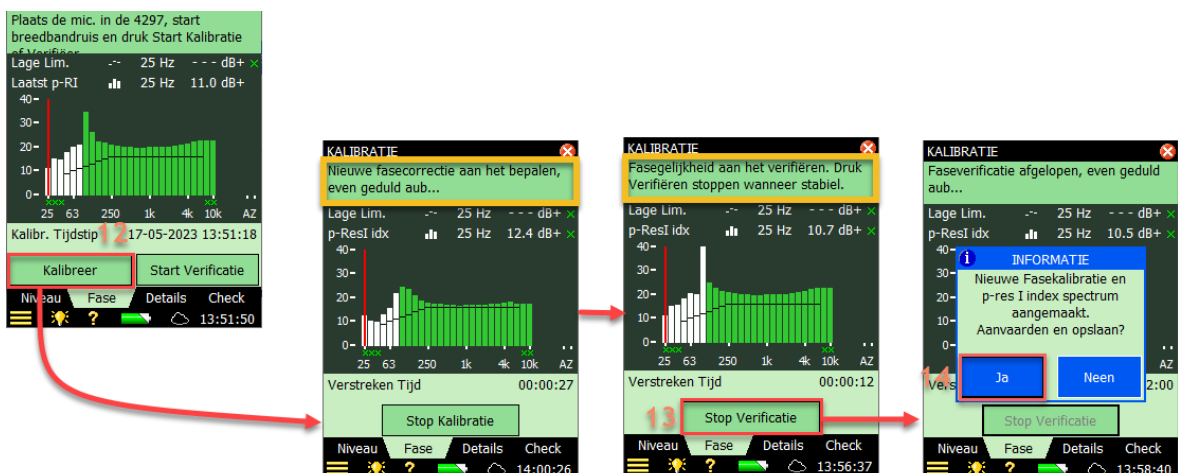 Plaats de mic. in de 4297, start
breedbandruis en druk Start Kalibratie
of Verifiëer
Lage Lim. -'- 25 Hz - - - dB+ ×
Laatst p-RI 25 Hz 11.0 dB+
40-
30-
20-
10-
0-
×××
××
25 63 250 1k 4k 10k AZ
Kalibr. Tijdstip 17-05-2023 13:51:18
12
Kalibreer Start Verificatie
Niveau Fase Details Check
? 13:51:50
KALIBRATIE
Nieuwe fasecorrectie aan het bepalen,
even geduld aub...
Lage Lim. -'- 25 Hz - - - dB+ ×
p-ResI idx 25 Hz 12.4 dB+ ×
40-
30-
20-
10-
0-
×××
××
25 63 250 1k 4k 10k AZ
Verstreken Tijd 00:00:27
Stop Kalibratie
Niveau Fase Details Check
? 14:00:26
KALIBRATIE
Fasegelijkheid aan het verifiëren. Druk
Verifiëren stoppen wanneer stabiel.
Lage Lim. -'- 25 Hz - - - dB+ ×
p-ResI idx 25 Hz 10.7 dB+ ×
40-
30-
20-
10-
0-
×××
××
25 63 250 1k 4k 10k AZ
Verstreken Tijd 00:00:12
13
Stop Verificatie
Niveau Fase Details Check
? 13:56:37
KALIBRATIE
Faseverificatie afgelopen, even geduld
aub...
Lage Lim. -'- 25 Hz - - - dB+ ×
p-ResI idx 25 Hz 10.5 dB+ ×
40-
30-
20-
10-
0-
i INFORMATIE
Nieuwe Fasekalibratie en
p-res I index spectrum
aangemaakt.
Aanvaarden en opslaan?
14
Ja Neen
AZ
Vers 2:00
Stop Verificatie
Niveau Fase Details Check
? 13:58:40